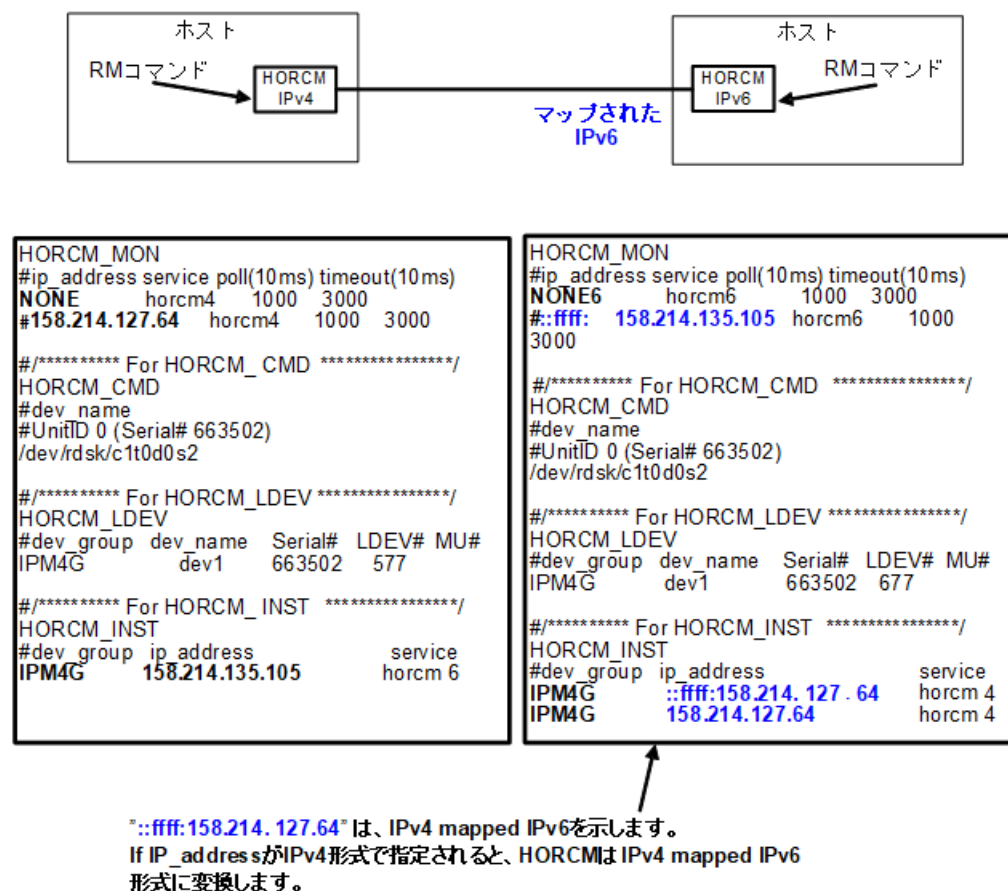 ホスト
RMコマンド
HORCM
IPv4
マップされた
IPv6
ホスト
HORCM
IPv6
RMコマンド
HORCM_MON
#ip_address service poll(10ms) timeout(10ms)
NONE horcm4 1000 3000
#158.214.127.64 horcm4 1000 3000
#/********** For HORCM_ CMD ****************/
HORCM_CMD
#dev_name
#UnitID 0 (Serial# 663502)
/dev/rdsk/c1t0d0s2
#/********** For HORCM_LDEV ****************/
HORCM_LDEV
#dev_group dev_name Serial# LDEV# MU#
IPM4G dev1 663502 577
#/********** For HORCM_ INST ****************/
HORCM_INST
#dev_group ip_address service
IPM4G 158.214.135.105 horcm 6
HORCM_MON
#ip_address service poll(10ms) timeout(10ms)
NONE6 horcm6 1000 3000
#::ffff: 158.214.135.105 horcm6 1000
3000
#/********** For HORCM_CMD ****************/
HORCM_CMD
#dev_name
#UnitID 0 (Serial# 663502)
/dev/rdsk/c1t0d0s2
#/********** For HORCM_LDEV ****************/
HORCM_LDEV
#dev_group dev_name Serial# LDEV# MU#
IPM4G dev1 663502 677
#/********** For HORCM_INST ****************/
HORCM_INST
#dev_group ip_address service
IPM4G ::ffff:158.214. 127 . 64 horcm 4
IPM4G 158.214.127.64 horcm 4
"::ffff:158.214. 127.64" は、IPv4 mapped IPv6を示します。
If IP_addressがIPv4形式で指定されると、HORCMは IPv4 mapped IPv6
形式に変換します。